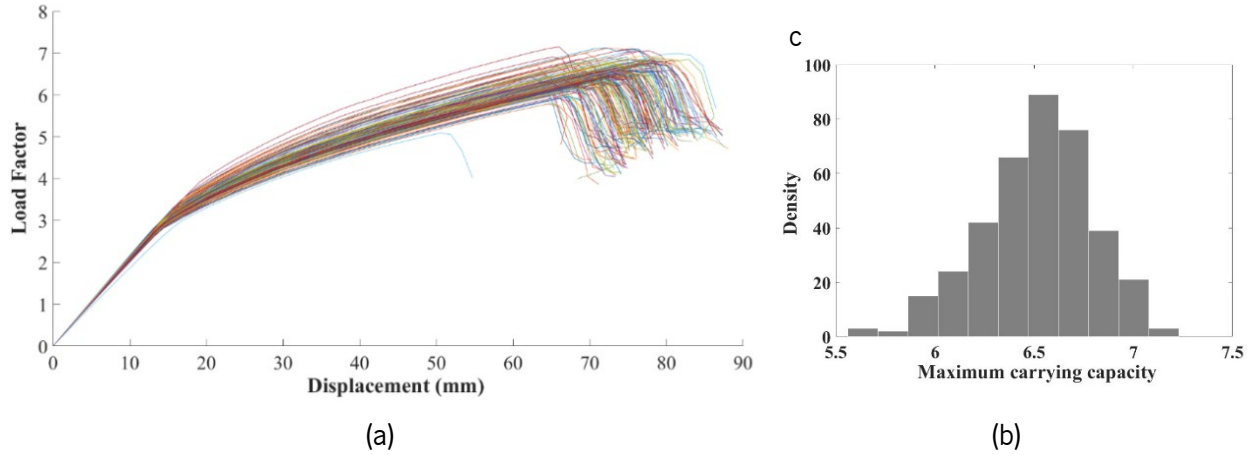 8
7
6
5
4
3
2
1
0
Load Factor
0 10 20 30 40 50 60 70 80 90
Displacement (mm)
(a)
c
100
80
60
40
20
0
Density
5.5 6 6.5 7 7.5
Maximum carrying capacity
(b)